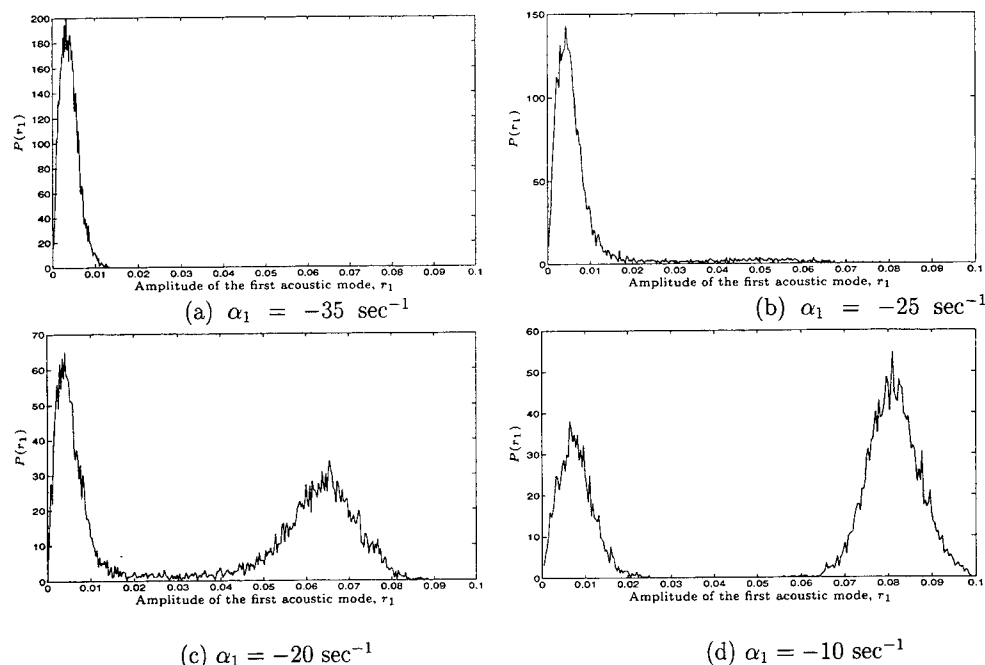 200
180
160
140
120
100
80
60
40
20
P(r₁)
0 0.01 0.02 0.03 0.04 0.05 0.06 0.07 0.08 0.09 0.1
Amplitude of the first acoustic mode, r₁
(a) α₁ = −35 sec⁻¹
150
100
50
0
P(r₁)
0 0.01 0.02 0.03 0.04 0.05 0.06 0.07 0.08 0.09 0.1
Amplitude of the first acoustic mode, r₁
(b) α₁ = −25 sec⁻¹
70
60
50
40
30
20
10
0
P(r₁)
0 0.01 0.02 0.03 0.04 0.05 0.06 0.07 0.08 0.09 0.1
Amplitude of the first acoustic mode, r₁
(c) α₁ = −20 sec⁻¹
60
50
40
30
20
10
0
P(r₁)
0 0.01 0.02 0.03 0.04 0.05 0.06 0.07 0.08 0.09 0.1
Amplitude of the first acoustic mode, r₁
(d) α₁ = −10 sec⁻¹